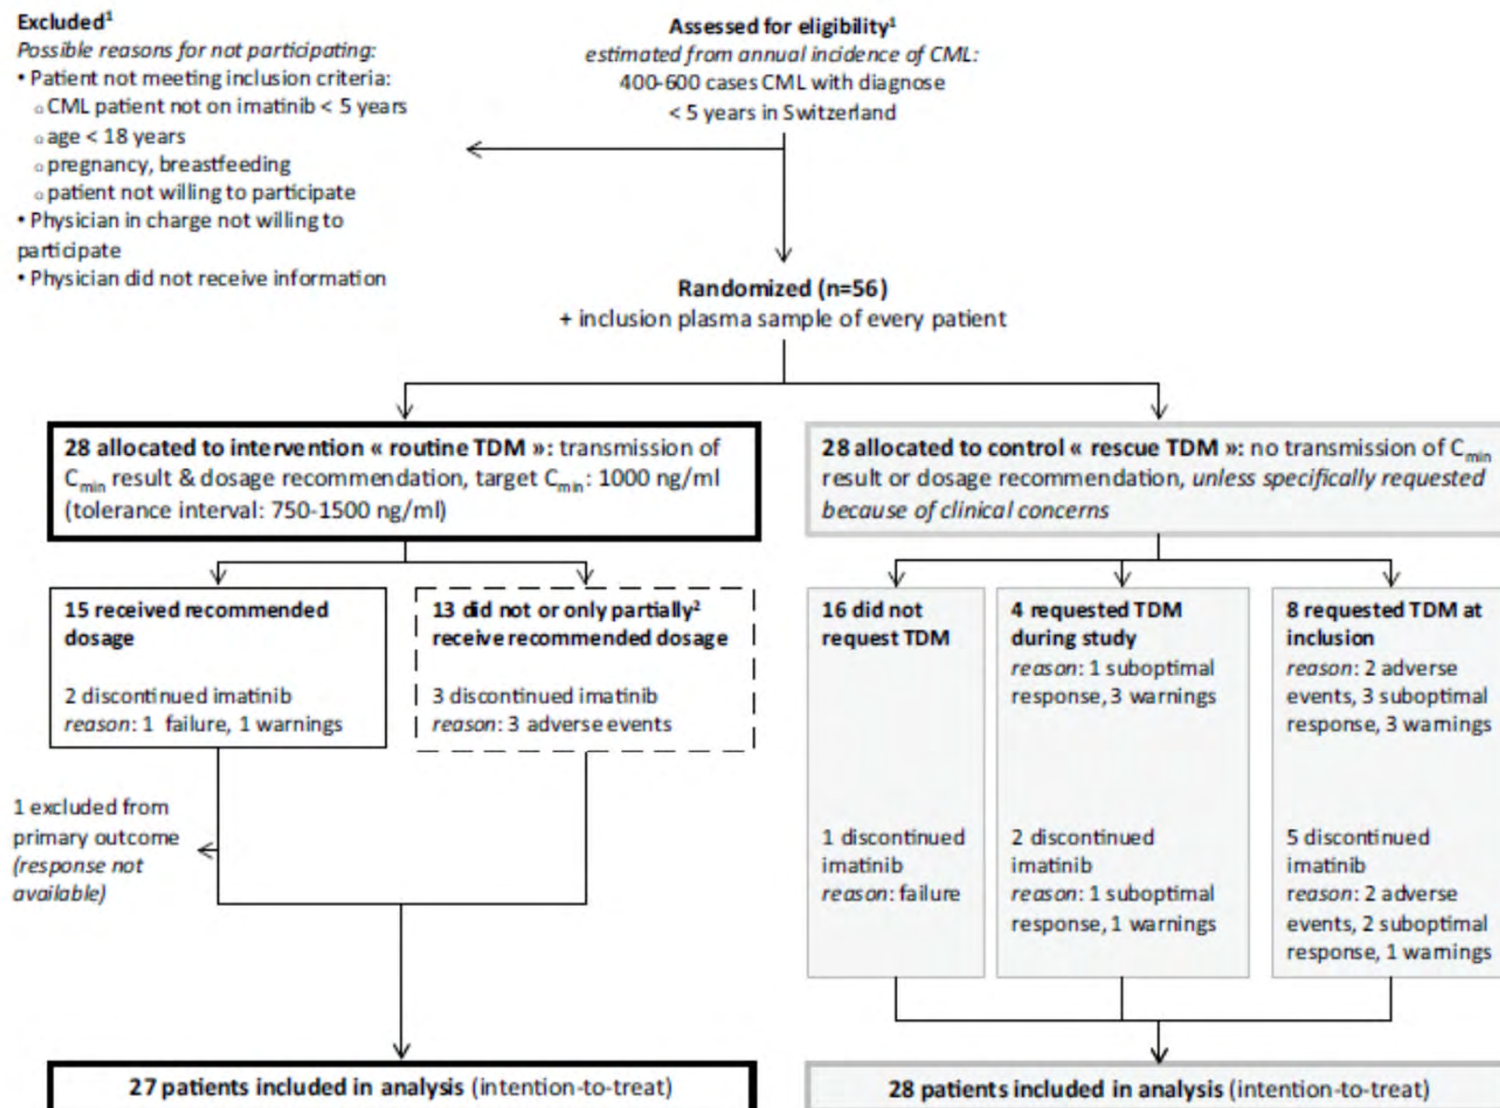 Excluded¹
Possible reasons for not participating:
• Patient not meeting inclusion criteria:
o CML patient not on imatinib < 5 years
o age < 18 years
o pregnancy, breastfeeding
o patient not willing to participate
• Physician in charge not willing to
participate
• Physician did not receive information
Assessed for eligibility¹
estimated from annual incidence of CML:
400-600 cases CML with diagnose
< 5 years in Switzerland
Randomized (n=56)
+ inclusion plasma sample of every patient
28 allocated to intervention « routine TDM »: transmission of
Cmin result & dosage recommendation, target Cmin: 1000 ng/ml
(tolerance interval: 750-1500 ng/ml)
28 allocated to control « rescue TDM »: no transmission of Cmin
result or dosage recommendation, unless specifically requested
because of clinical concerns
15 received recommended
dosage
2 discontinued imatinib
reason: 1 failure, 1 warnings
13 did not or only partially²
receive recommended dosage
3 discontinued imatinib
reason: 3 adverse events
16 did not
request TDM
1 discontinued
imatinib
reason: failure
4 requested TDM
during study
reason: 1 suboptimal
response, 3 warnings
2 discontinued
imatinib
reason: 1 suboptimal
response, 1 warnings
8 requested TDM at
inclusion
reason: 2 adverse
events, 3 suboptimal
response, 3 warnings
5 discontinued
imatinib
reason: 2 adverse
events, 2 suboptimal
response, 1 warnings
1 excluded from
primary outcome
(response not
available)
27 patients included in analysis (intention-to-treat)
28 patients included in analysis (intention-to-treat)